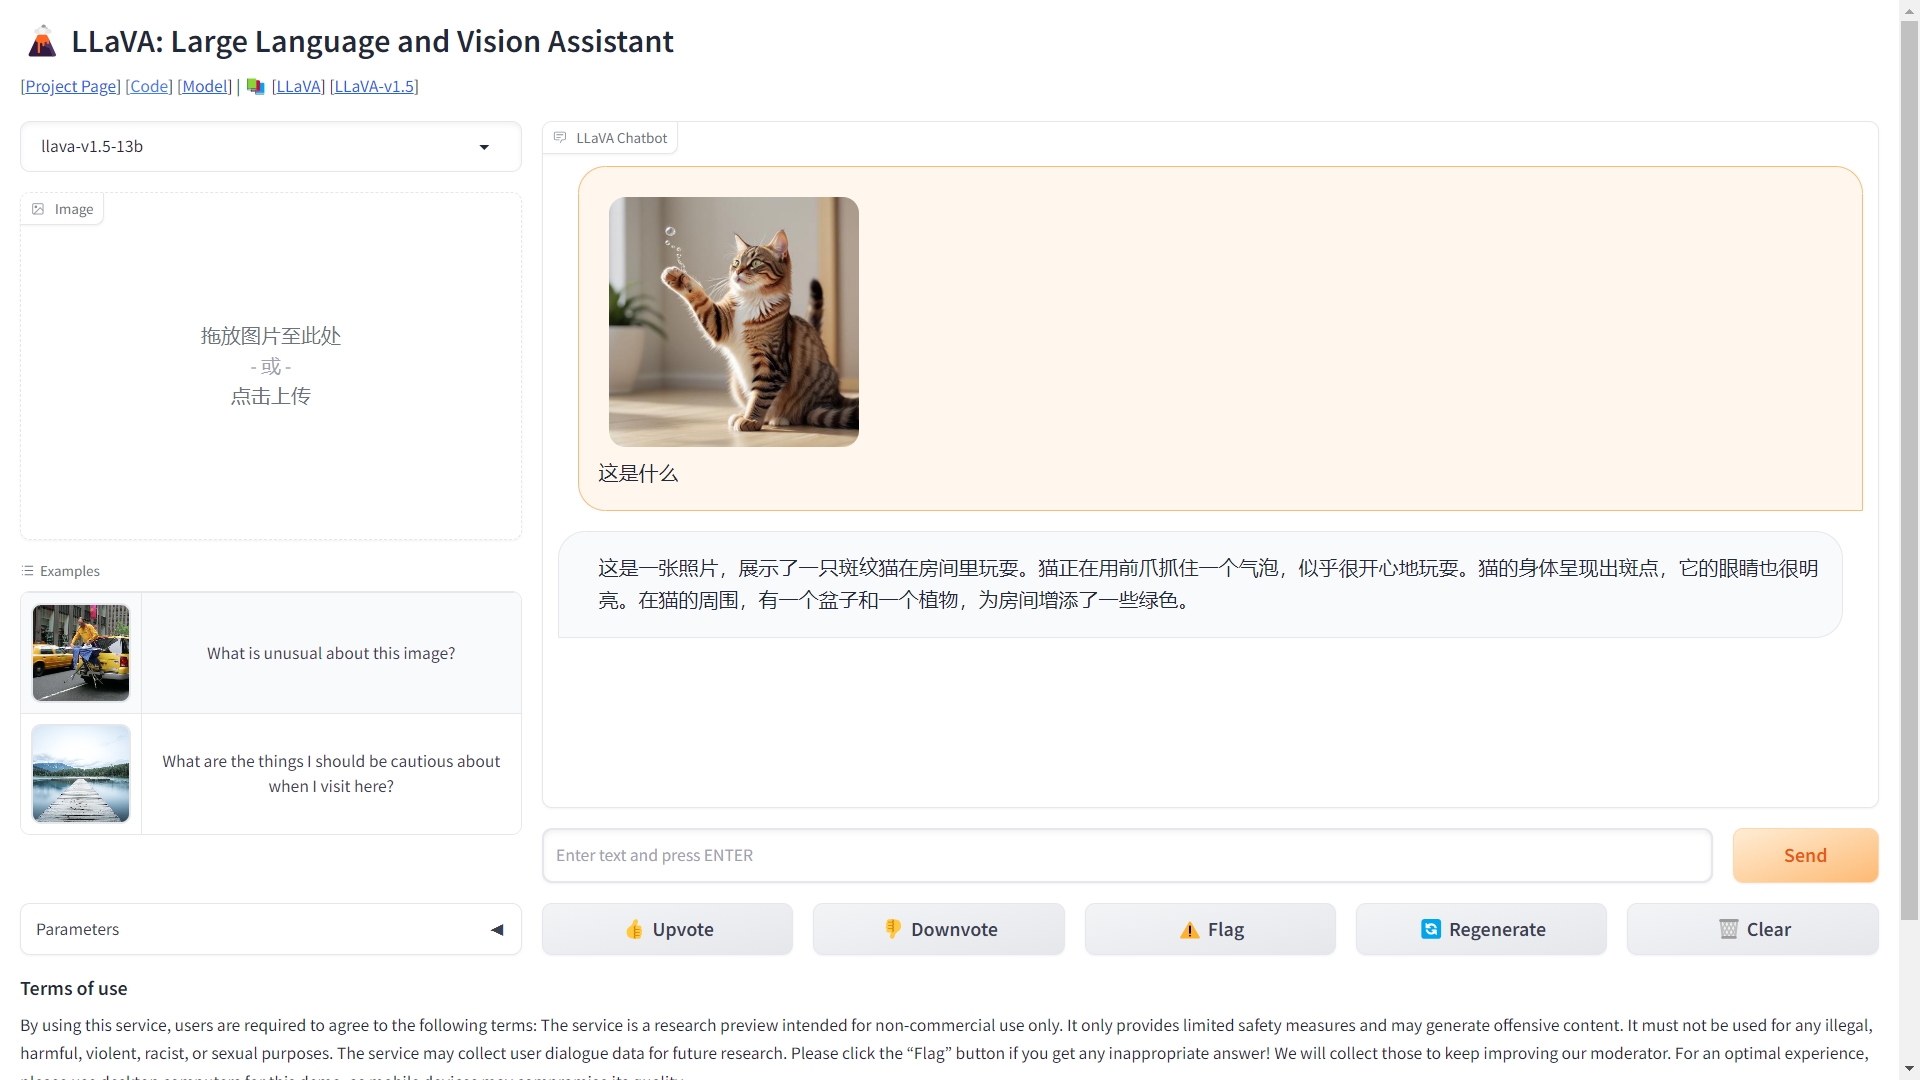 LLaVA: Large Language and Vision Assistant
[Project Page] [Code] [Model] | [LLaVA] [LLaVA-v1.5]
llava-v1.5-13b
Image
拖放图片至此处
- 或 -
点击上传
Examples
What is unusual about this image?
What are the things I should be cautious about
when I visit here?
Parameters
LLaVA Chatbot
这是什么
这是一张照片，展示了一只斑纹猫在房间里玩耍。猫正在用前爪抓住一个气泡，似乎很开心地玩耍。猫的身体呈现出斑点，它的眼睛也很明
亮。在猫的周围，有一个盆子和一个植物，为房间增添了一些绿色。
Enter text and press ENTER
Send
Upvote
Downvote
Flag
Regenerate
Clear
Terms of use
By using this service, users are required to agree to the following terms: The service is a research preview intended for non-commercial use only. It only provides limited safety measures and may generate offensive content. It must not be used for any illegal,
harmful, violent, racist, or sexual purposes. The service may collect user dialogue data for future research. Please click the “Flag” button if you get any inappropriate answer! We will collect those to keep improving our moderator. For an optimal experience,